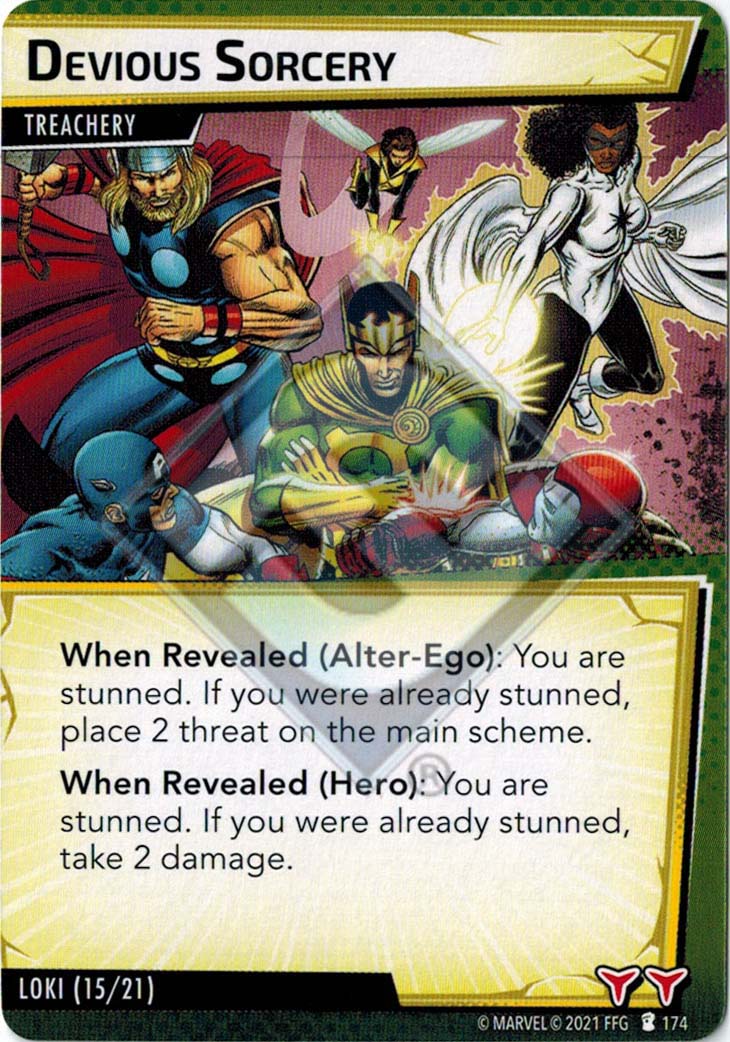 DEVIOUS SORCERY
TREACHERY
A
When Revealed (Alter-Ego): You are
stunned. If you were already stunned,
place 2 threat on the main scheme.
When Revealed (Hero): You are
stunned. If you were already stunned,
take 2 damage.
LOKI (15/21)
© MARVEL © 2021 FFG 174
®